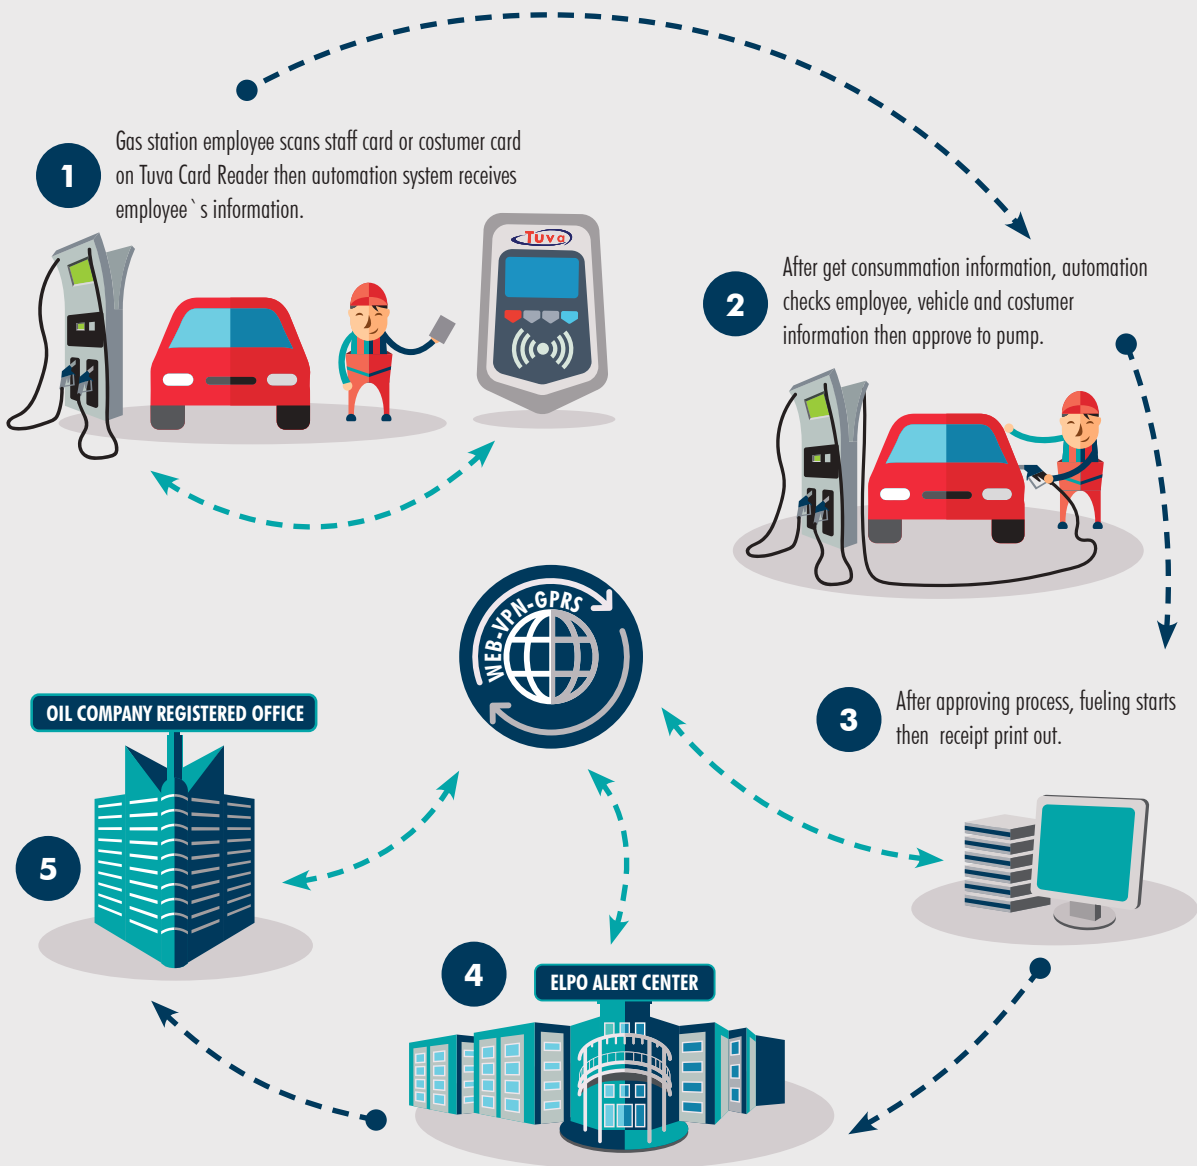 1
Gas station employee scans staff card or costumer card
on Tuva Card Reader then automation system receives
employee`s information.
Tuva
2
After get consummation information, automation
checks employee, vehicle and costumer
information then approve to pump.
WEB-VPN-GPRS
3
After approving process, fueling starts
then receipt print out.
OIL COMPANY REGISTERED OFFICE
5
4
ELPO ALERT CENTER